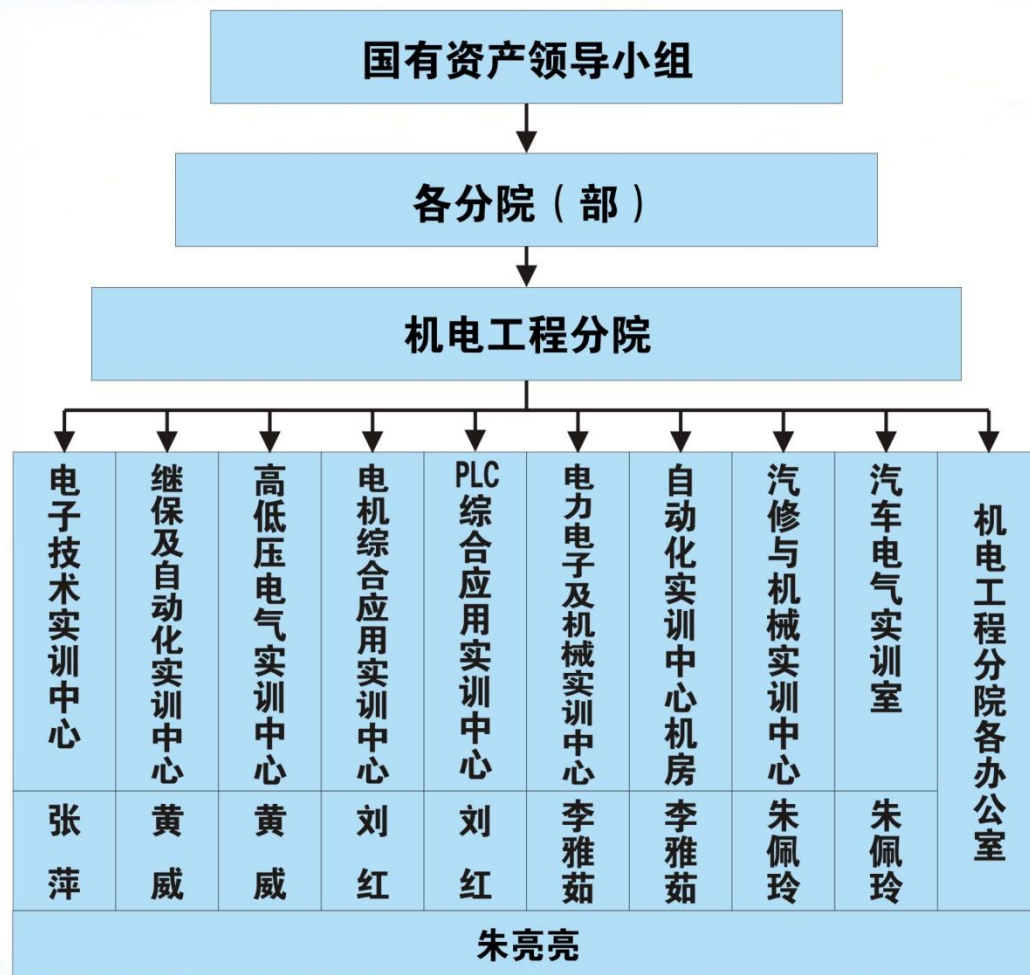 国有资产领导小组
各分院（部）
机电工程分院
电子技术实训中心
继保及自动化实训中心
高低压电气实训中心
电机综合应用实训中心
PLC综合应用实训中心
电力电子及机械实训中心
自动化实训中心机房
汽修与机械实训中心
汽车电气实训室
机电工程分院各办公室
张萍
黄威
黄威
刘红
刘红
李雅茹
李雅茹
朱佩玲
朱佩玲
朱亮亮